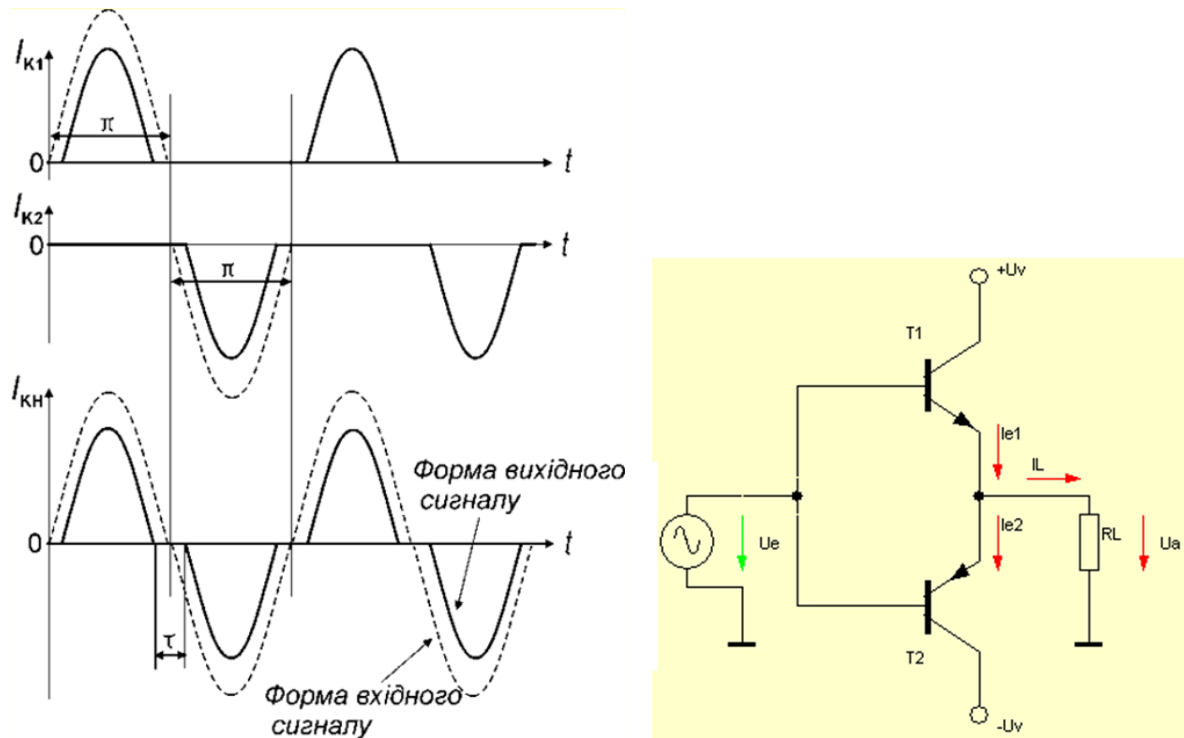 I К1
π
0
t
I К2
0
t
π
I КН
Форма вихідного
сигналу
0
t
τ
Форма вхідного
сигналу
+Uv
T1
Ie1
IL
Ue
Ie2
RL
Ua
T2
-Uv